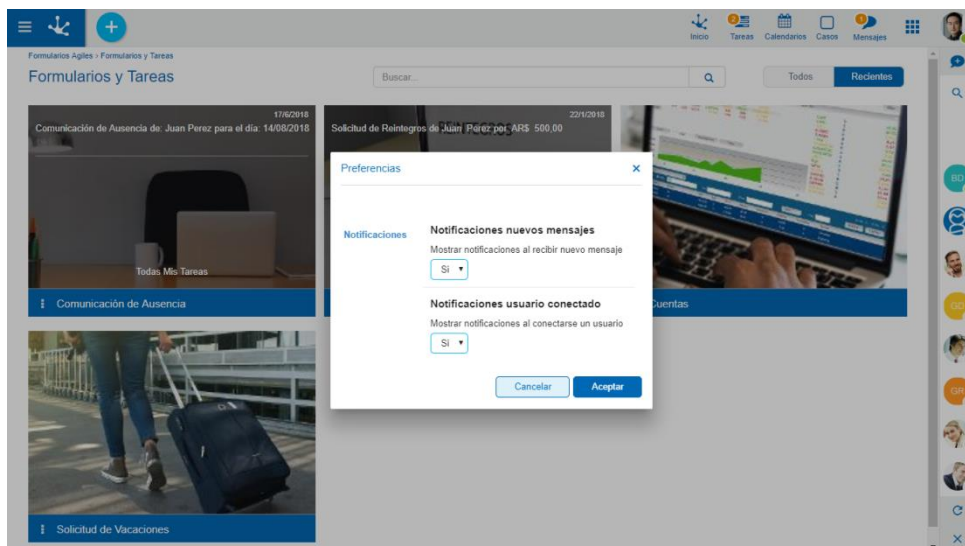 Inicio
2
Tareas
Calendarios
Casos
Mensajes
Formularios Agiles > Formularios y Tareas
Formularios y Tareas
Buscar...
Todos
Recientes
17/6/2018
Comunicación de Ausencia de: Juan Perez para el día: 14/08/2018
22/1/2018
Solicitud de Reintegros de Juan Perez por AR$ 500,00
REINTEGROS
Preferencias
Notificaciones
Notificaciones nuevos mensajes
Mostrar notificaciones al recibir nuevo mensaje
Si
Notificaciones usuario conectado
Mostrar notificaciones al conectarse un usuario
Si
Cancelar
Aceptar
Todas Mis Tareas
Comunicación de Ausencia
Cuentas
Solicitud de Vacaciones
BD
GD
GR